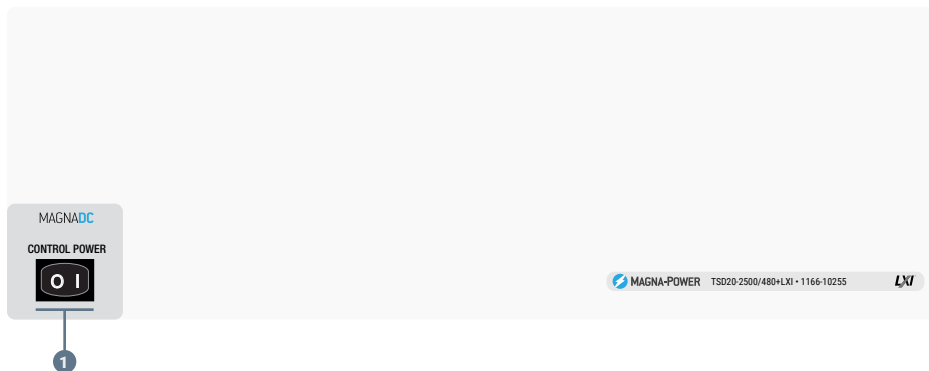 MAGNADC
CONTROL POWER
O I
MAGNA-POWER TSD20-2500/480+LXI • 1166-10255 LXI
1